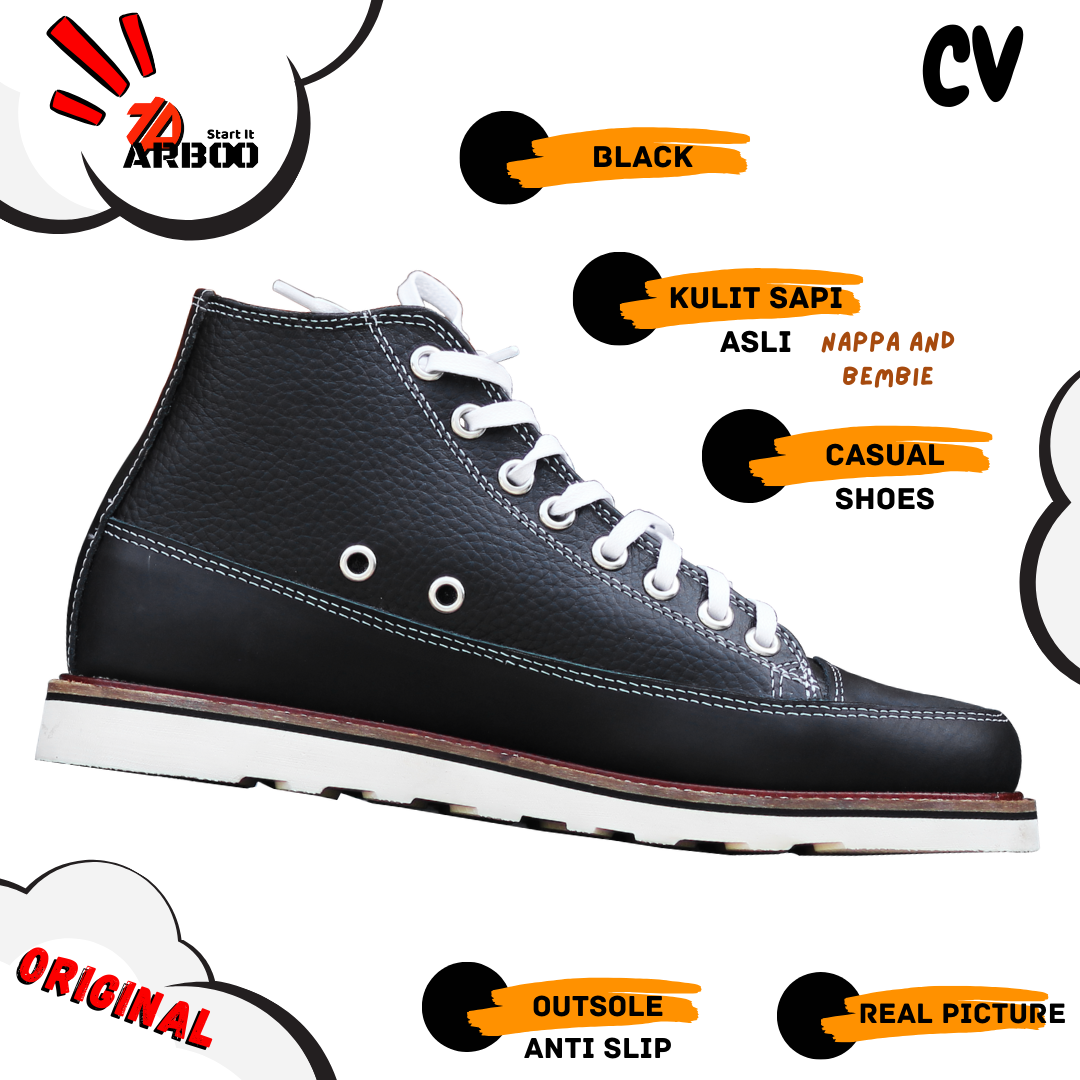 CV
Start It
ARBOO
BLACK
KULIT SAPI
ASLI
NAPPA AND
BEMBIE
CASUAL
SHOES
ORIGINAL
OUTSOLE
ANTI SLIP
REAL PICTURE